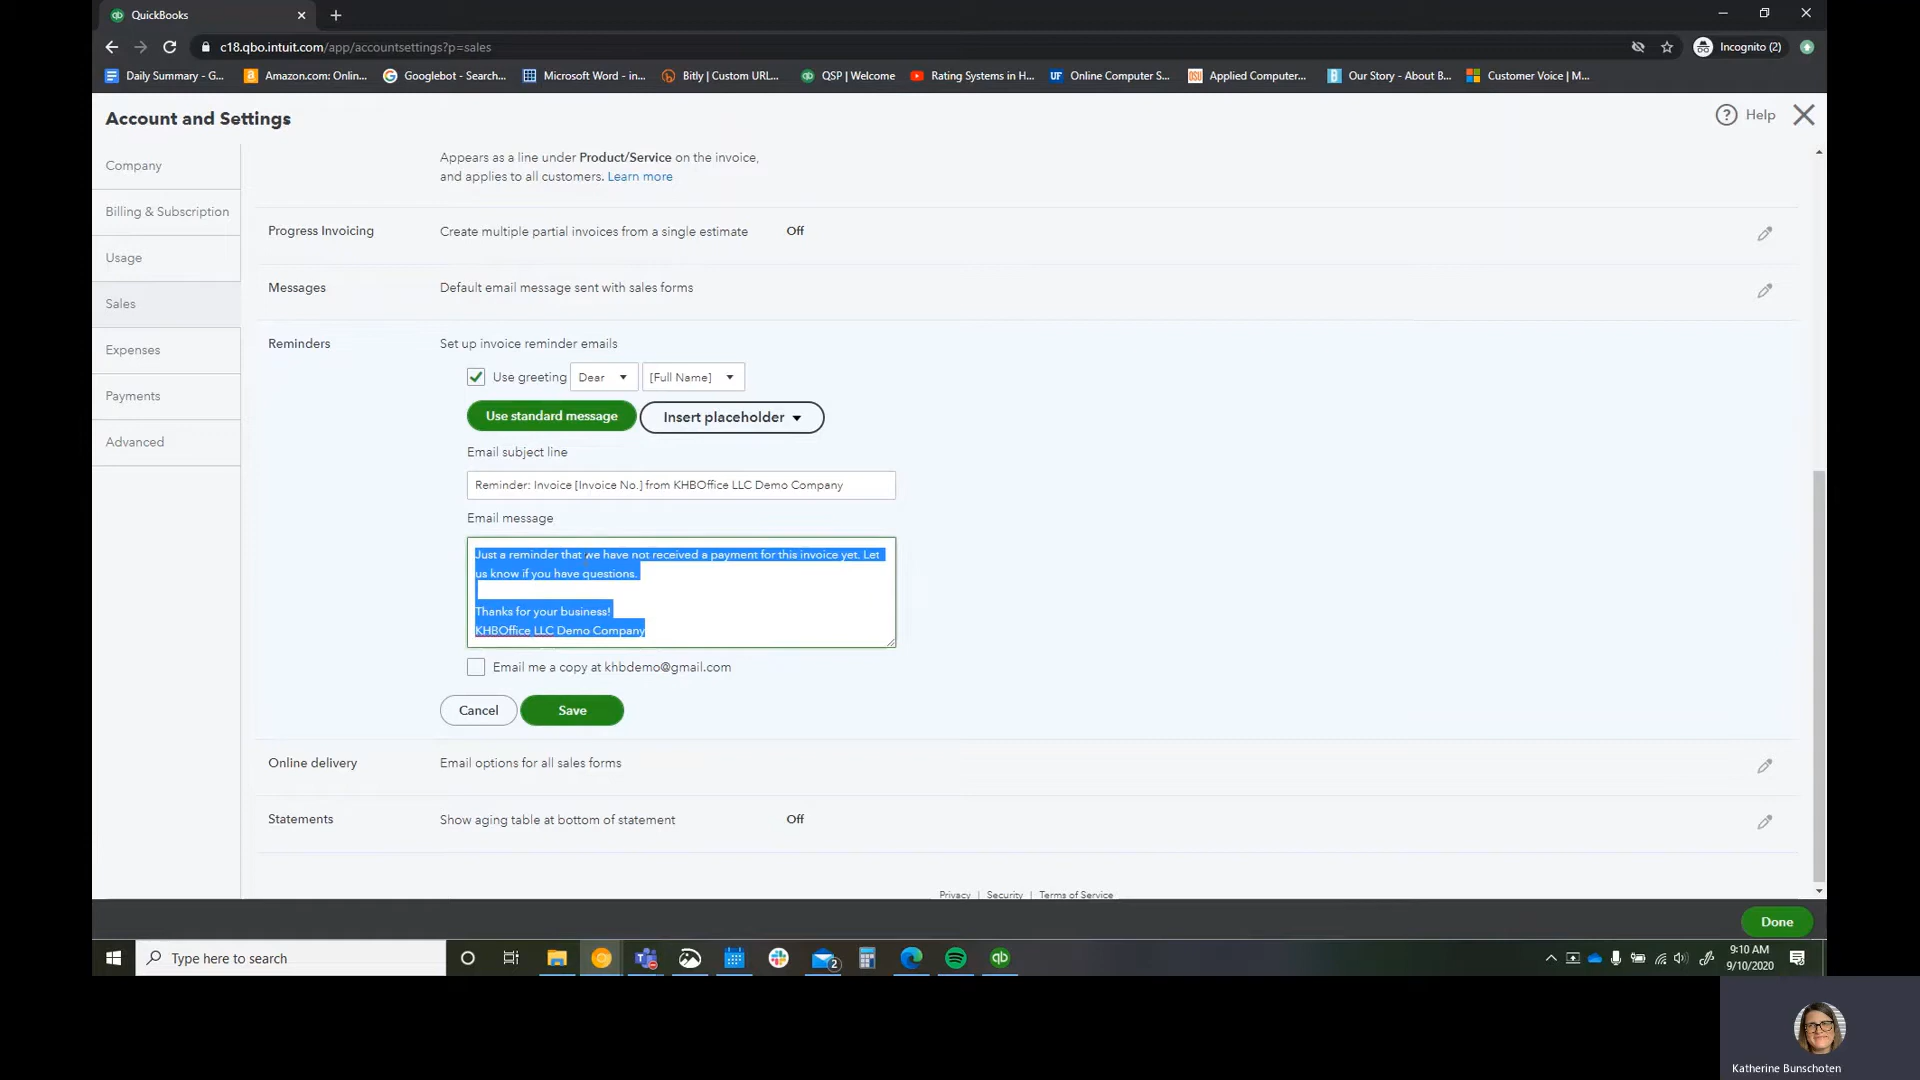 QuickBooks
c18.qbo.intuit.com/app/accountsettings?p=sales
Incognito (2)
Daily Summary - G...
Amazon.com: Onlin...
Googlebot - Search...
Microsoft Word - in...
Bitly | Custom URL...
QSP | Welcome
Rating Systems in H...
Online Computer S...
Applied Computer...
Our Story - About B...
Customer Voice | M...
Account and Settings
Help
Company
Billing & Subscription
Usage
Sales
Expenses
Payments
Advanced
Appears as a line under Product/Service on the invoice,
and applies to all customers. Learn more
Progress Invoicing
Create multiple partial invoices from a single estimate
Off
Messages
Default email message sent with sales forms
Reminders
Set up invoice reminder emails
Use greeting
Dear
[Full Name]
Use standard message
Insert placeholder
Email subject line
Reminder: Invoice [Invoice No.] from KHBOffice LLC Demo Company
Email message
Just a reminder that we have not received a payment for this invoice yet. Let
us know if you have questions.
Thanks for your business!
KHBOffice LLC Demo Company
Email me a copy at khbdemo@gmail.com
Cancel
Save
Online delivery
Email options for all sales forms
Statements
Show aging table at bottom of statement
Off
Privacy | Security | Terms of Service
Done
Type here to search
2
9:10 AM
9/10/2020
Katherine Bunschoten